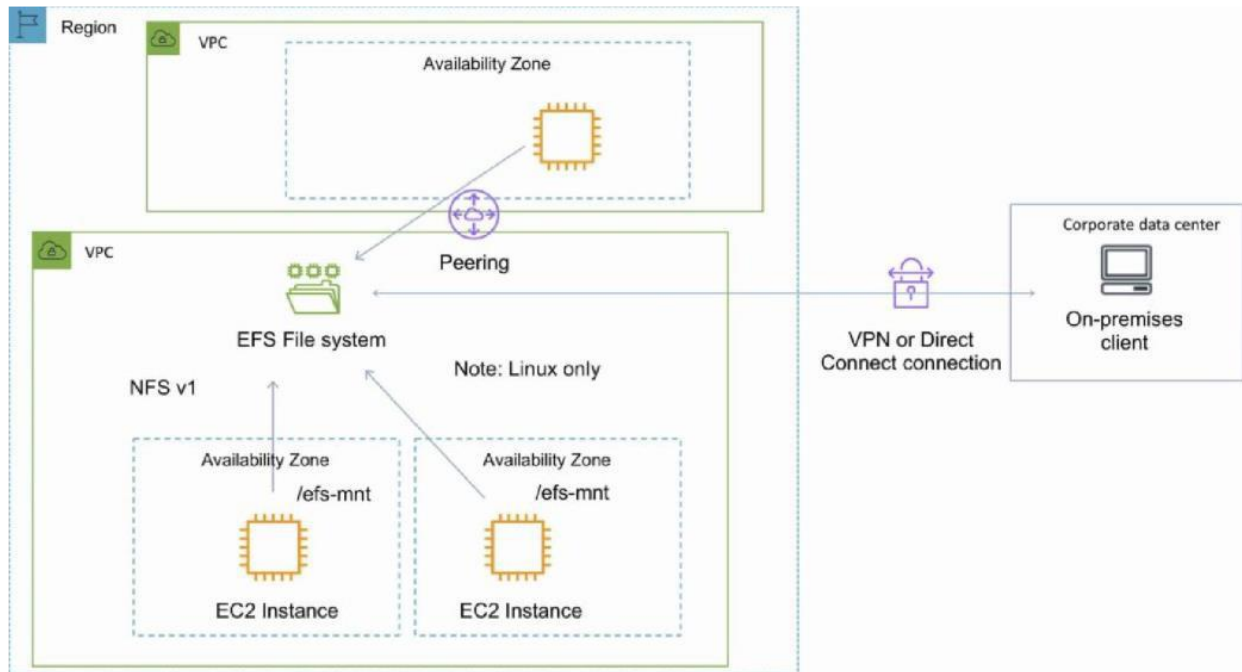 Region
VPC
Availability Zone
Peering
VPC
EFS File system
Note: Linux only
NFS v1
Availability Zone
/efs-mnt
EC2 Instance
Availability Zone
/efs-mnt
EC2 Instance
VPN or Direct
Connect connection
Corporate data center
On-premises
client